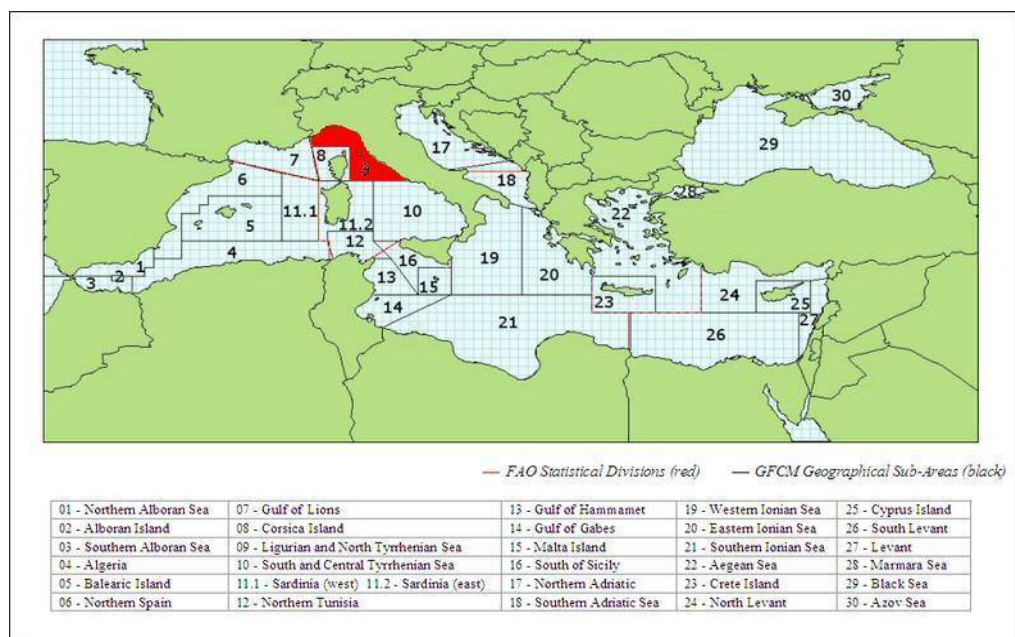 30
29
17
8
7
9
18
6
28
22
11.1
5
11.2
10
12
4
16
19
1
2
3
13
15
20
24
25
23
14
21
26
27
FAO Statistical Divisions (red)
GFCM Geographical Sub-Areas (black)
01 - Northern Alboran Sea
02 - Alboran Island
03 - Southern Alboran Sea
04 - Algeria
05 - Balearic Island
06 - Northern Spain
07 - Gulf of Lions
08 - Corsica Island
09 - Ligurian and North Tyrrhenian Sea
10 - South and Central Tyrrhenian Sea
11.1 - Sardinia (west) 11.2 - Sardinia (east)
12 - Northern Tunisia
13 - Gulf of Hammamet
14 - Gulf of Gabes
15 - Malta Island
16 - South of Sicily
17 - Northern Adriatic
18 - Southern Adriatic Sea
19 - Western Ionian Sea
20 - Eastern Ionian Sea
21 - Southern Ionian Sea
22 - Aegean Sea
23 - Crete Island
24 - North Levant
25 - Cyprus Island
26 - South Levant
27 - Levant
28 - Marmara Sea
29 - Black Sea
30 - Azov Sea